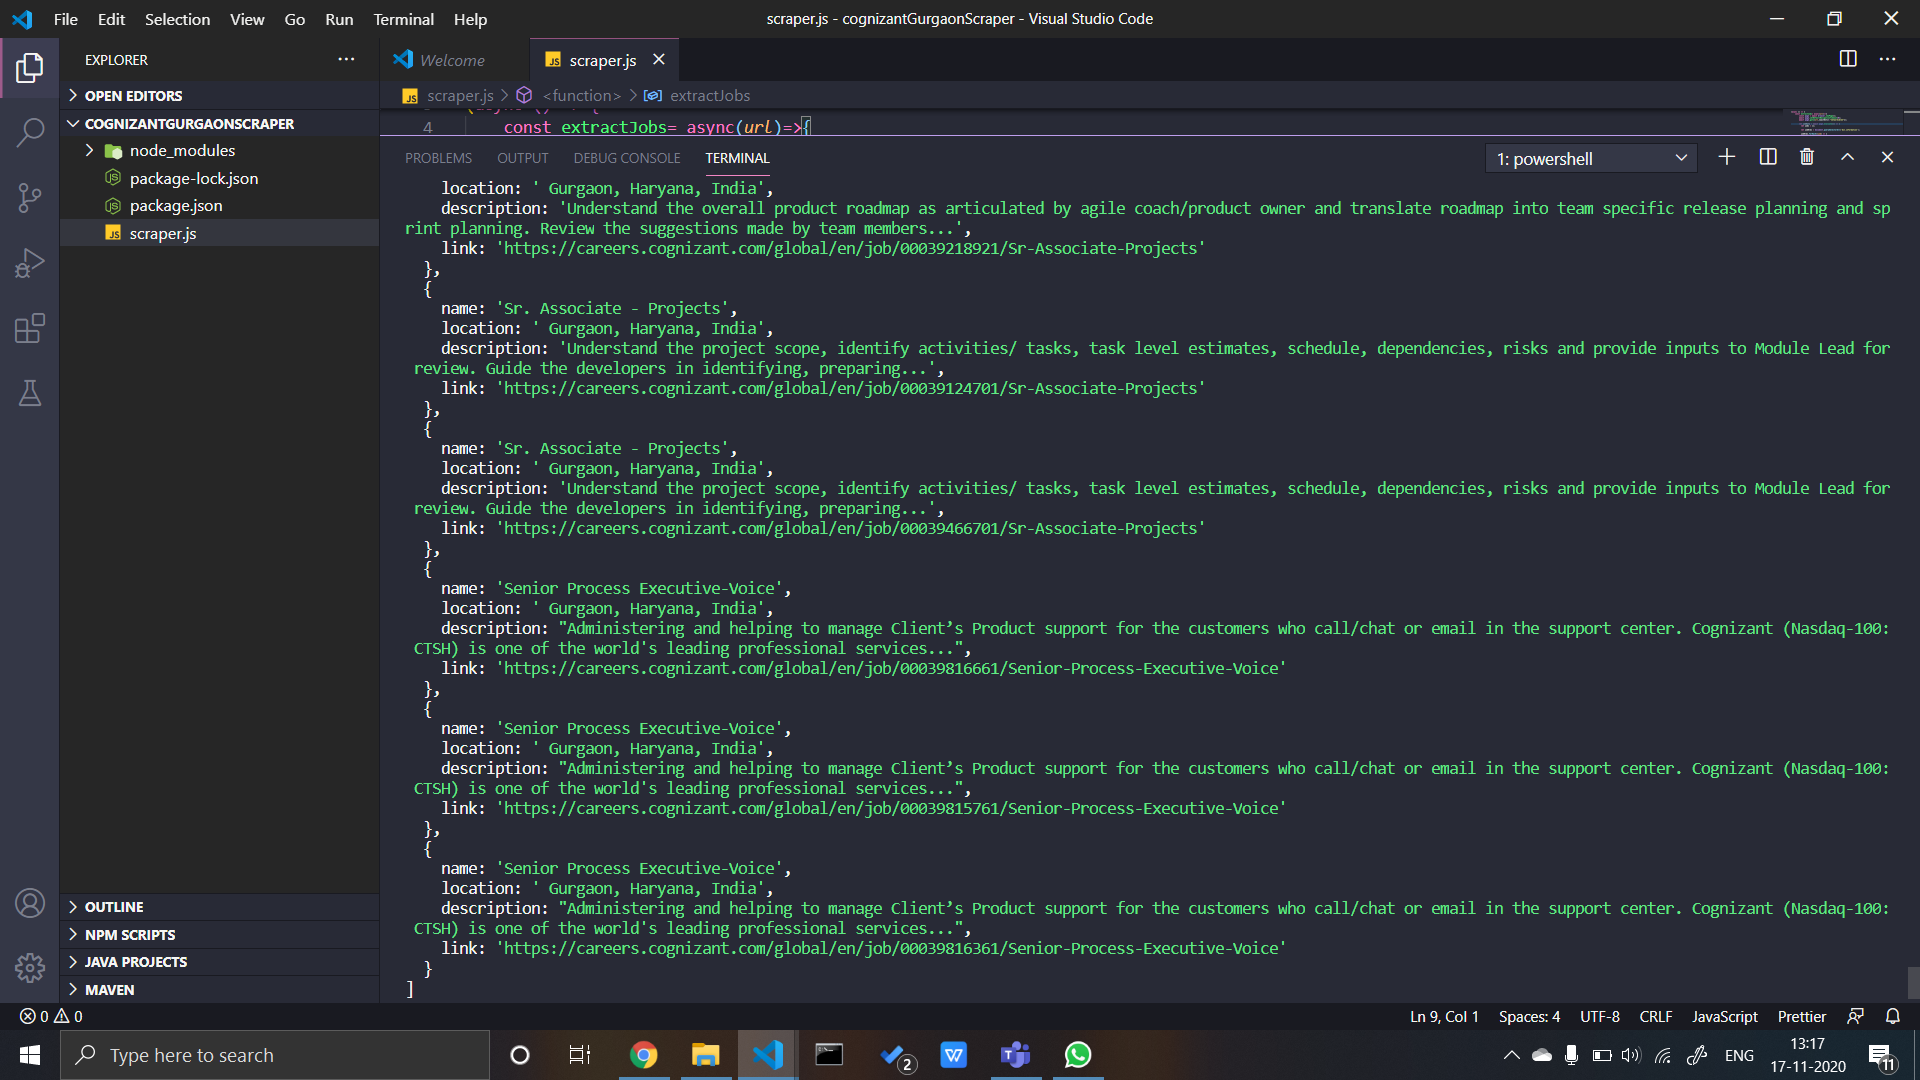 File Edit Selection View Go Run Terminal Help
scraper.js - cognizantGurgaonScraper - Visual Studio Code
EXPLORER
Welcome
JS scraper.js
OPEN EDITORS
JS scraper.js > <function> > extractJobs
COGNIZANTGURGAONSCRAPER
4 const extractJobs= async(url)=>{
node_modules
package-lock.json
package.json
JS scraper.js
PROBLEMS OUTPUT DEBUG CONSOLE TERMINAL
1: powershell
location: ' Gurgaon, Haryana, India',
description: 'Understand the overall product roadmap as articulated by agile coach/product owner and translate roadmap into team specific release planning and sp
rint planning. Review the suggestions made by team members...',
link: 'https://careers.cognizant.com/global/en/job/00039218921/Sr-Associate-Projects'
},
{
name: 'Sr. Associate - Projects',
location: ' Gurgaon, Haryana, India',
description: 'Understand the project scope, identify activities/ tasks, task level estimates, schedule, dependencies, risks and provide inputs to Module Lead for
review. Guide the developers in identifying, preparing...',
link: 'https://careers.cognizant.com/global/en/job/00039124701/Sr-Associate-Projects'
},
{
name: 'Sr. Associate - Projects',
location: ' Gurgaon, Haryana, India',
description: 'Understand the project scope, identify activities/ tasks, task level estimates, schedule, dependencies, risks and provide inputs to Module Lead for
review. Guide the developers in identifying, preparing...',
link: 'https://careers.cognizant.com/global/en/job/00039466701/Sr-Associate-Projects'
},
{
name: 'Senior Process Executive-Voice',
location: ' Gurgaon, Haryana, India',
description: "Administering and helping to manage Client’s Product support for the customers who call/chat or email in the support center. Cognizant (Nasdaq-100:
CTSH) is one of the world's leading professional services...",
link: 'https://careers.cognizant.com/global/en/job/00039816661/Senior-Process-Executive-Voice'
},
{
name: 'Senior Process Executive-Voice',
location: ' Gurgaon, Haryana, India',
description: "Administering and helping to manage Client’s Product support for the customers who call/chat or email in the support center. Cognizant (Nasdaq-100:
CTSH) is one of the world's leading professional services...",
link: 'https://careers.cognizant.com/global/en/job/00039815761/Senior-Process-Executive-Voice'
},
{
name: 'Senior Process Executive-Voice',
location: ' Gurgaon, Haryana, India',
description: "Administering and helping to manage Client’s Product support for the customers who call/chat or email in the support center. Cognizant (Nasdaq-100:
CTSH) is one of the world's leading professional services...",
link: 'https://careers.cognizant.com/global/en/job/00039816361/Senior-Process-Executive-Voice'
}
]
OUTLINE
NPM SCRIPTS
JAVA PROJECTS
MAVEN
0 0
Ln 9, Col 1 Spaces: 4 UTF-8 CRLF JavaScript Prettier
Type here to search
2
ENG
13:17
17-11-2020
11